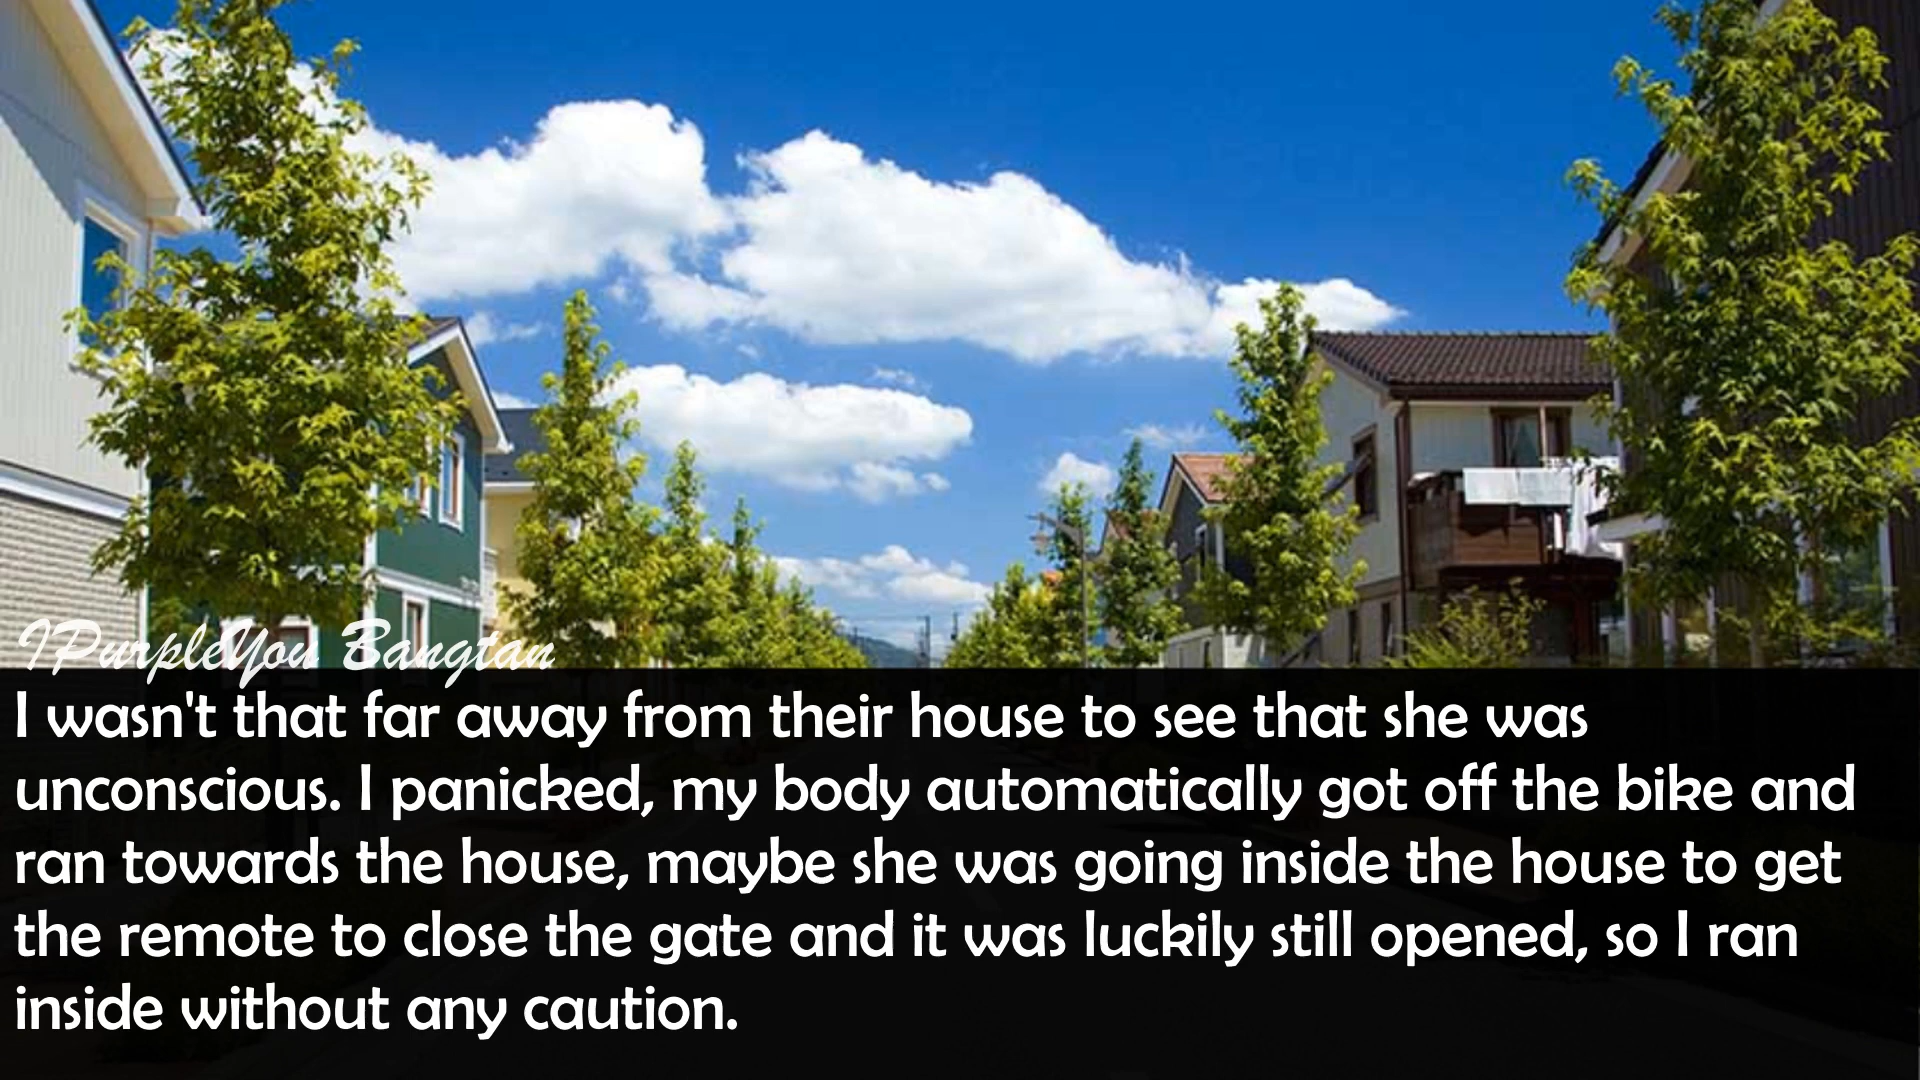 IPurpleYou Bangtan
I wasn't that far away from their house to see that she was
unconscious. I panicked, my body automatically got off the bike and
ran towards the house, maybe she was going inside the house to get
the remote to close the gate and it was luckily still opened, so I ran
inside without any caution.